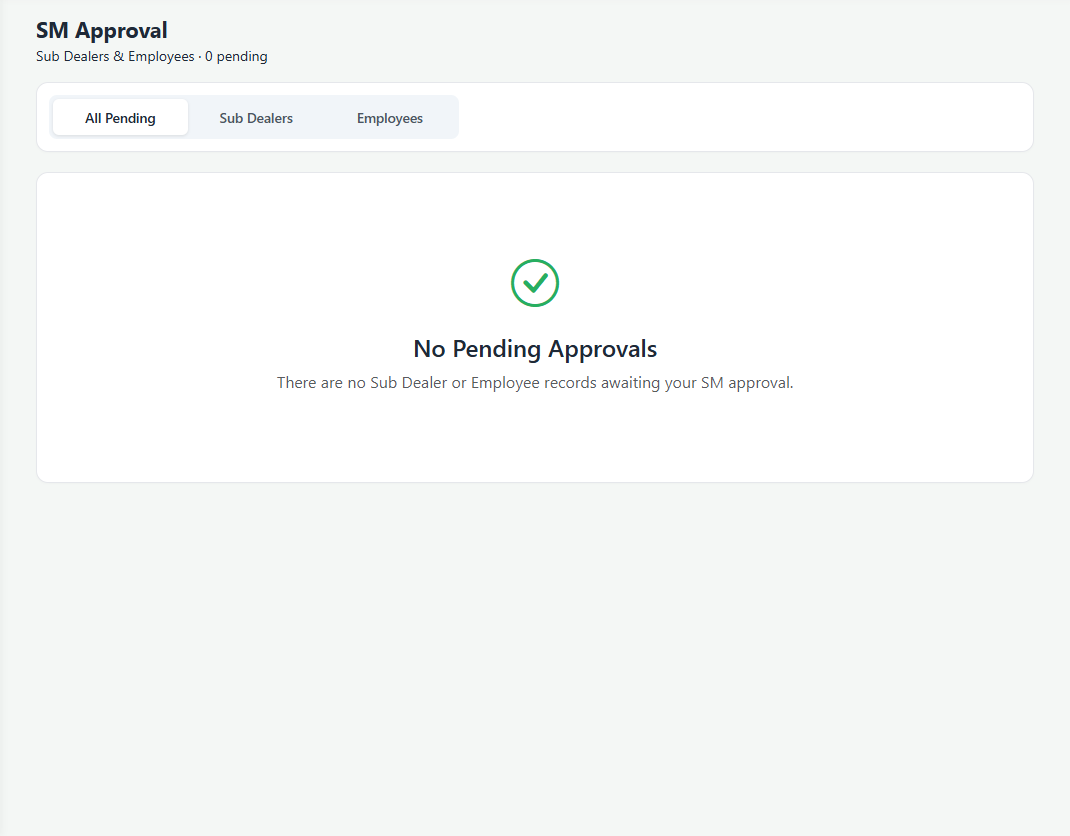 SM Approval
Sub Dealers & Employees · 0 pending
All Pending
Sub Dealers
Employees
No Pending Approvals
There are no Sub Dealer or Employee records awaiting your SM approval.